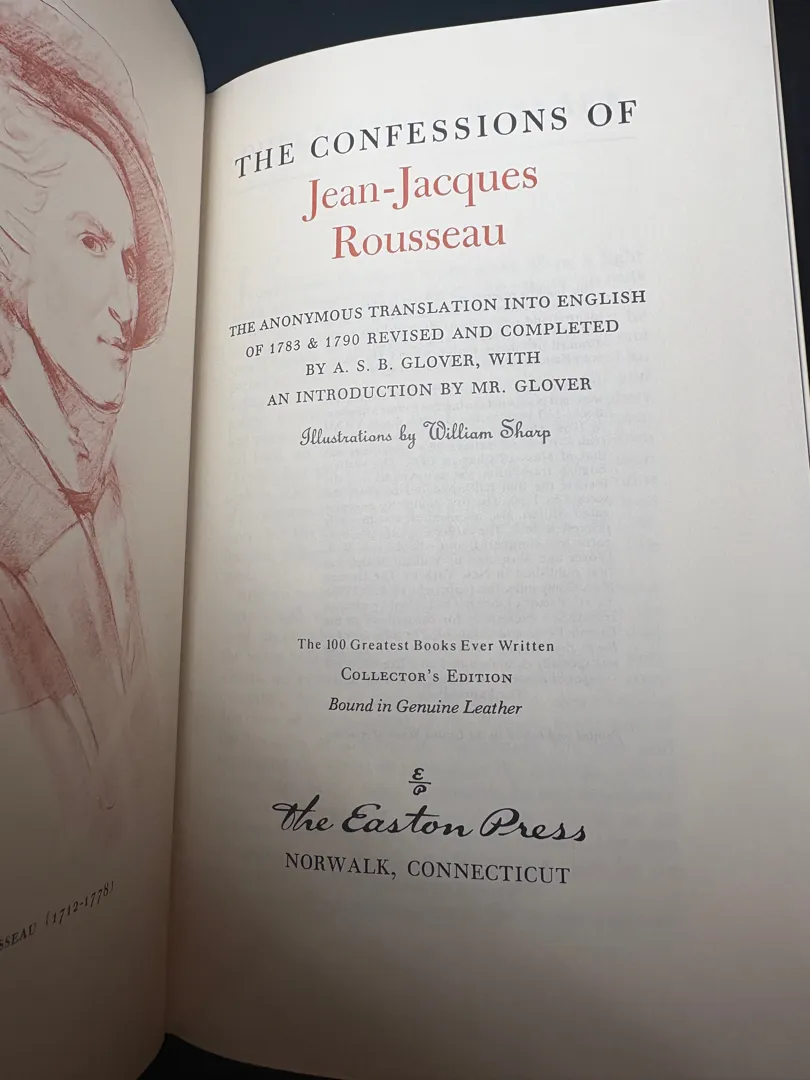 THE CONFESSIONS OF
Jean-Jacques
Rousseau
THE ANONYMOUS TRANSLATION INTO ENGLISH
OF 1783 & 1790 REVISED AND COMPLETED
BY A. S. B. GLOVER, WITH
AN INTRODUCTION BY MR. GLOVER
Illustrations by William Sharp
The 100 Greatest Books Ever Written
COLLECTOR'S EDITION
Bound in Genuine Leather
E
P
The Easton Press
NORWALK, CONNECTICUT
SSEAU (1712-1778)